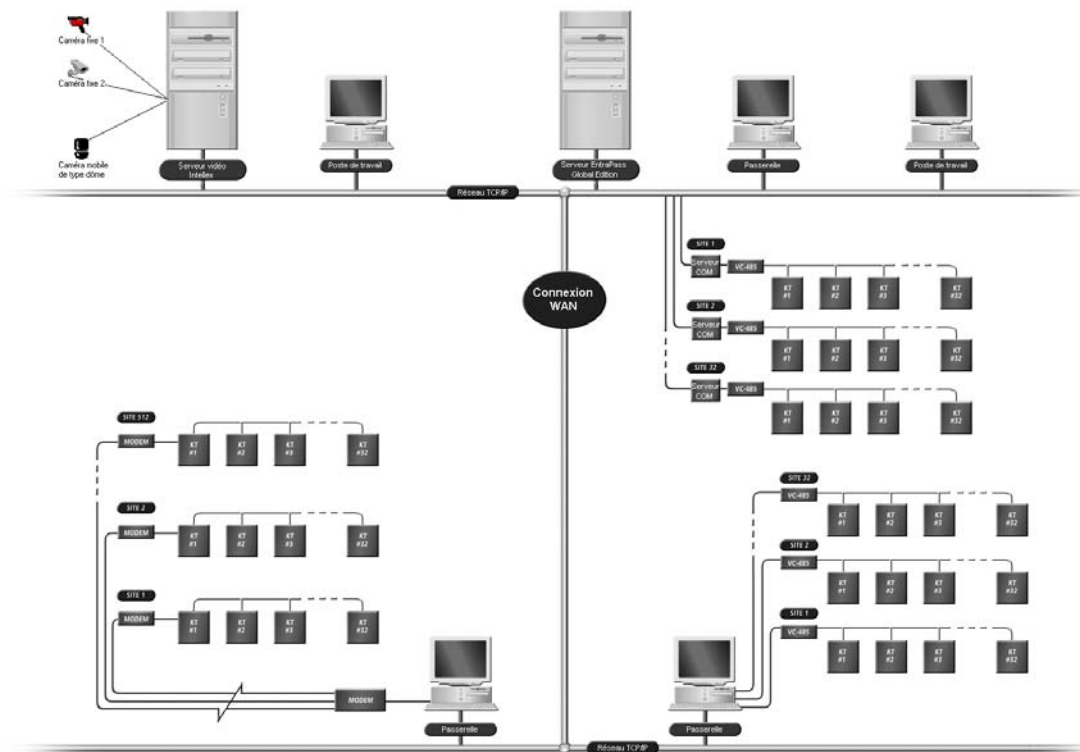 Caméra fixe 1
Caméra fixe 2
Caméra mobile
de type dôme
Serveur vidéo
Intellex
Poste de travail
Serveur EntraPass
Global Edition
Passerelle
Poste de travail
Réseau TCP/IP
Connexion
WAN
SITE 1
Serveur
COM
VC-485
KT
#1
KT
#2
KT
#3
KT
#32
SITE 2
Serveur
COM
VC-485
KT
#1
KT
#2
KT
#3
KT
#32
SITE 32
Serveur
COM
VC-485
KT
#1
KT
#2
KT
#3
KT
#32
SITE 512
MODEM
KT
#1
KT
#2
KT
#3
KT
#32
SITE 2
MODEM
KT
#1
KT
#2
KT
#3
KT
#32
SITE 1
MODEM
KT
#1
KT
#2
KT
#3
KT
#32
MODEM
Passerelle
SITE 32
VC-485
KT
#1
KT
#2
KT
#3
KT
#32
SITE 2
VC-485
KT
#1
KT
#2
KT
#3
KT
#32
SITE 1
VC-485
KT
#1
KT
#2
KT
#3
KT
#32
Passerelle
Réseau TCP/IP